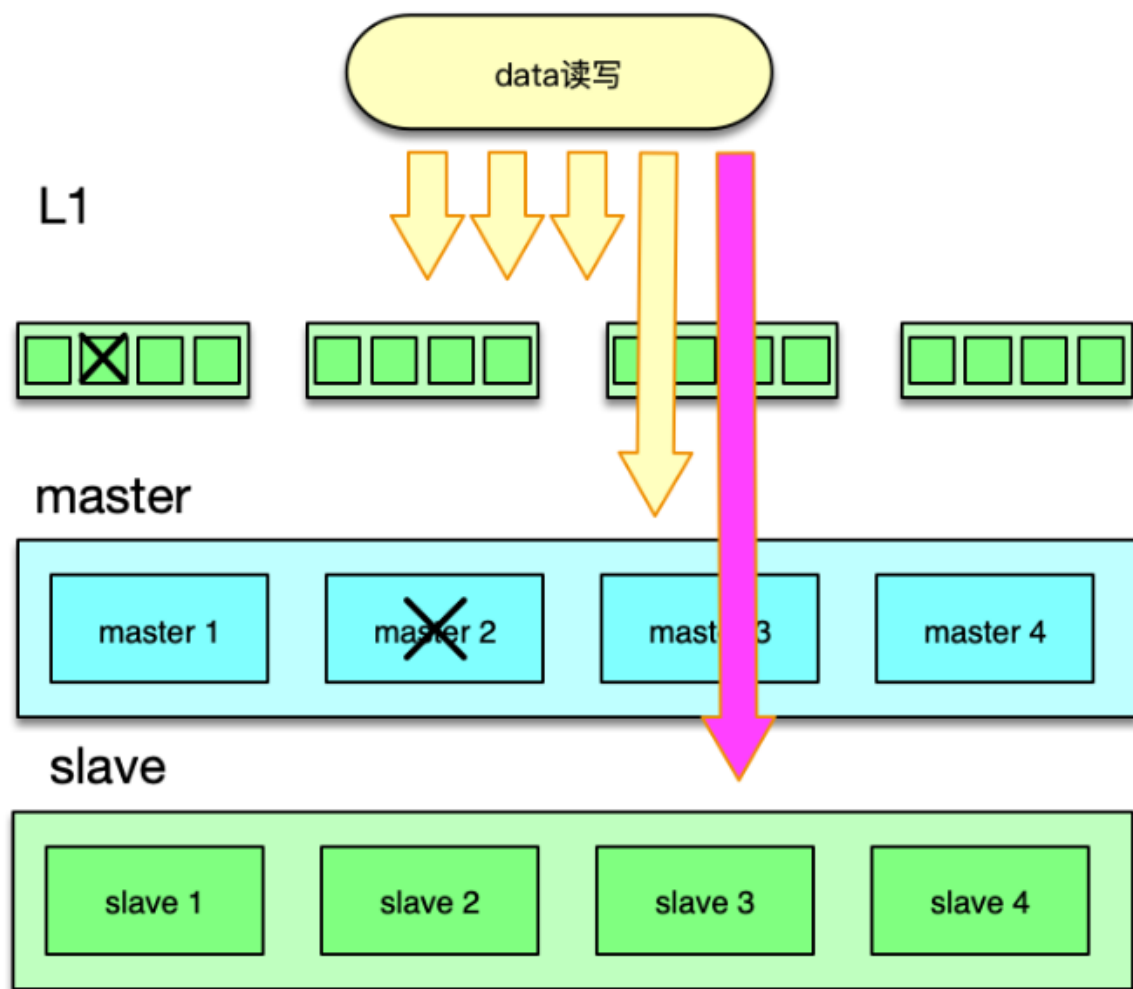 data读写
L1
master
master 1
master 2
master 3
master 4
slave
slave 1
slave 2
slave 3
slave 4